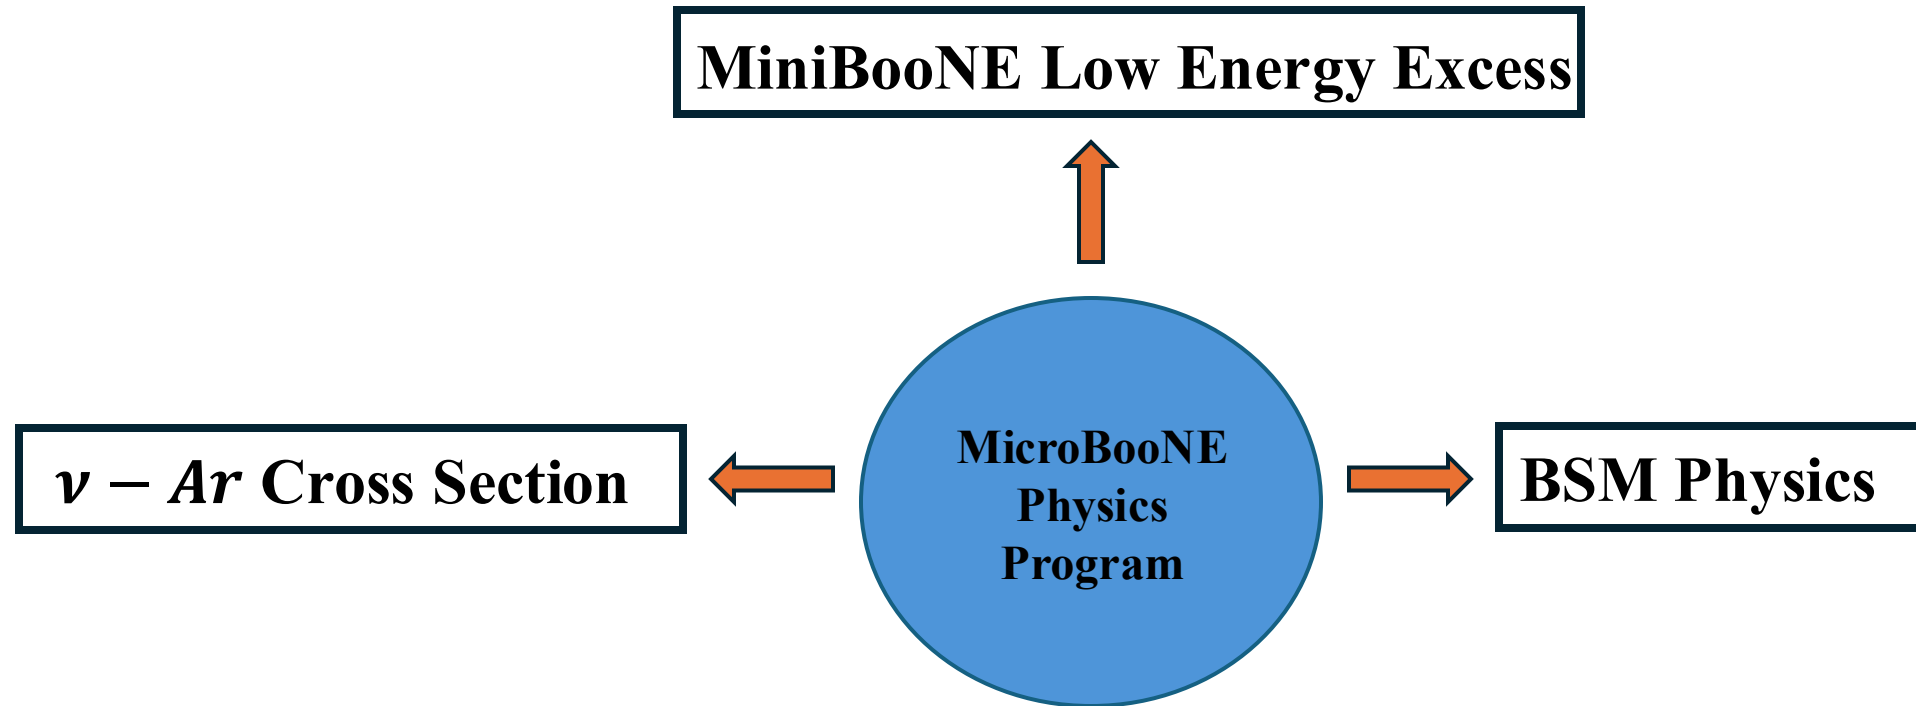 MiniBooNE Low Energy Excess
ν − Ar Cross Section
MicroBooNE
Physics
Program
BSM Physics